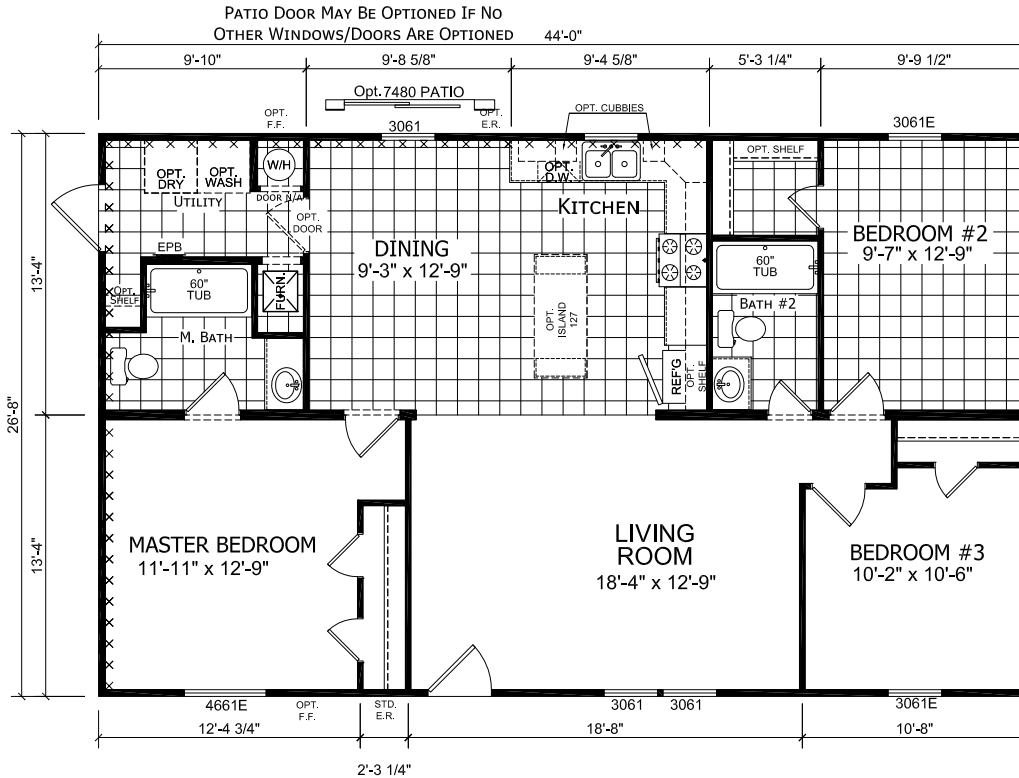 PATIO DOOR MAY BE OPTIONED IF NO
OTHER WINDOWS/DOORS ARE OPTIONED
44'-0"
9'-10"
9'-8 5/8"
9'-4 5/8"
5'-3 1/4"
9'-9 1/2"
Opt. 7480 PATIO
OPT.
F.F.
3061
OPT.
E.R.
OPT. CUBBIES
3061E
W/H
OPT.
DRY
OPT.
WASH
UTILITY
DOOR N/A
OPT.
DOOR
OPT.
D.W.
KITCHEN
OPT. SHELF
DINING
9'-3" x 12'-9"
BEDROOM #2
9'-7" x 12'-9"
EPB
60"
TUB
FURN.
OPT.
SHELF
M. BATH
OPT.
ISLAND
127
60"
TUB
BATH #2
REF'G
OPT.
SHELF
13'-4"
26'-8"
13'-4"
MASTER BEDROOM
11'-11" x 12'-9"
LIVING
ROOM
18'-4" x 12'-9"
BEDROOM #3
10'-2" x 10'-6"
4661E
OPT.
F.F.
STD.
E.R.
3061
3061
3061E
12'-4 3/4"
18'-8"
10'-8"
2'-3 1/4"